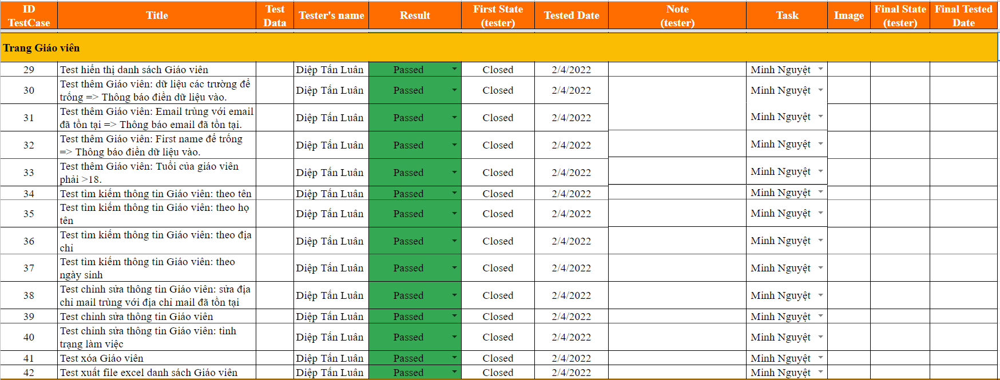 ID TestCase Title Test Data Tester's name Result First State (tester) Tested Date Note (tester) Task Image Final State (tester) Final Tested Date
Trang Giáo viên
29 Test hiển thị danh sách Giáo viên Diệp Tấn Luân Passed Closed 2/4/2022 Minh Nguyệt
30 Test thêm Giáo viên: dữ liệu các trường để trống => Thông báo điền dữ liệu vào. Diệp Tấn Luân Passed Closed 2/4/2022 Minh Nguyệt
31 Test thêm Giáo viên: Email trùng với email đã tồn tại => Thông báo email đã tồn tại. Diệp Tấn Luân Passed Closed 2/4/2022 Minh Nguyệt
32 Test thêm Giáo viên: First name để trống => Thông báo điền dữ liệu vào. Diệp Tấn Luân Passed Closed 2/4/2022 Minh Nguyệt
33 Test thêm Giáo viên: Tuổi của giáo viên phải >18. Diệp Tấn Luân Passed Closed 2/4/2022 Minh Nguyệt
34 Test tìm kiếm thông tin Giáo viên: theo tên Diệp Tấn Luân Passed Closed 2/4/2022 Minh Nguyệt
35 Test tìm kiếm thông tin Giáo viên: theo họ tên Diệp Tấn Luân Passed Closed 2/4/2022 Minh Nguyệt
36 Test tìm kiếm thông tin Giáo viên: theo địa chỉ Diệp Tấn Luân Passed Closed 2/4/2022 Minh Nguyệt
37 Test tìm kiếm thông tin Giáo viên: theo ngày sinh Diệp Tấn Luân Passed Closed 2/4/2022 Minh Nguyệt
38 Test chỉnh sửa thông tin Giáo viên: sửa địa chỉ mail trùng với địa chỉ mail đã tồn tại Diệp Tấn Luân Passed Closed 2/4/2022 Minh Nguyệt
39 Test chỉnh sửa thông tin Giáo viên Diệp Tấn Luân Passed Closed 2/4/2022 Minh Nguyệt
40 Test chỉnh sửa thông tin Giáo viên: tình trạng làm việc Diệp Tấn Luân Passed Closed 2/4/2022 Minh Nguyệt
41 Test xóa Giáo viên Diệp Tấn Luân Passed Closed 2/4/2022 Minh Nguyệt
42 Test xuất file excel danh sách Giáo viên Diệp Tấn Luân Passed Closed 2/4/2022 Minh Nguyệt